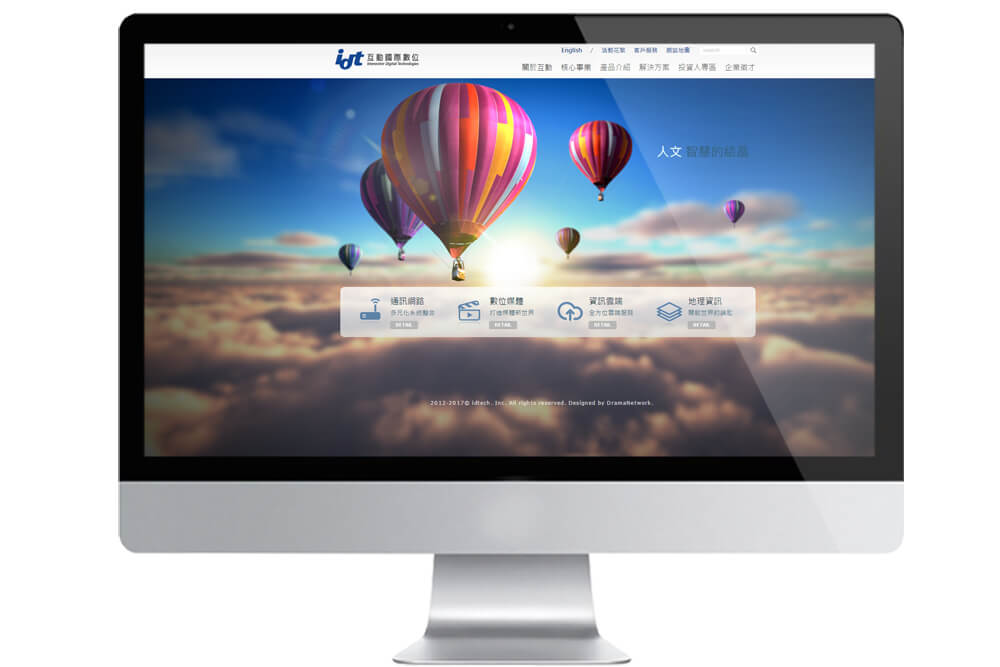 idt 互動國際數位
Interactive Digital Technologies
English / 活動花絮 客戶服務 網站地圖 search
關於互動 核心事業 產品介紹 解決方案 投資人專區 企業徵才
人文 智慧的結晶
通訊網路
多元化系統整合
DETAIL
數位媒體
打造媒體新世界
DETAIL
資訊雲端
全方位雲端服務
DETAIL
地理資訊
開啟世界的鑰匙
DETAIL
2012-2017© idtech. Inc. All rights reserved. Designed by DramaNetwork.